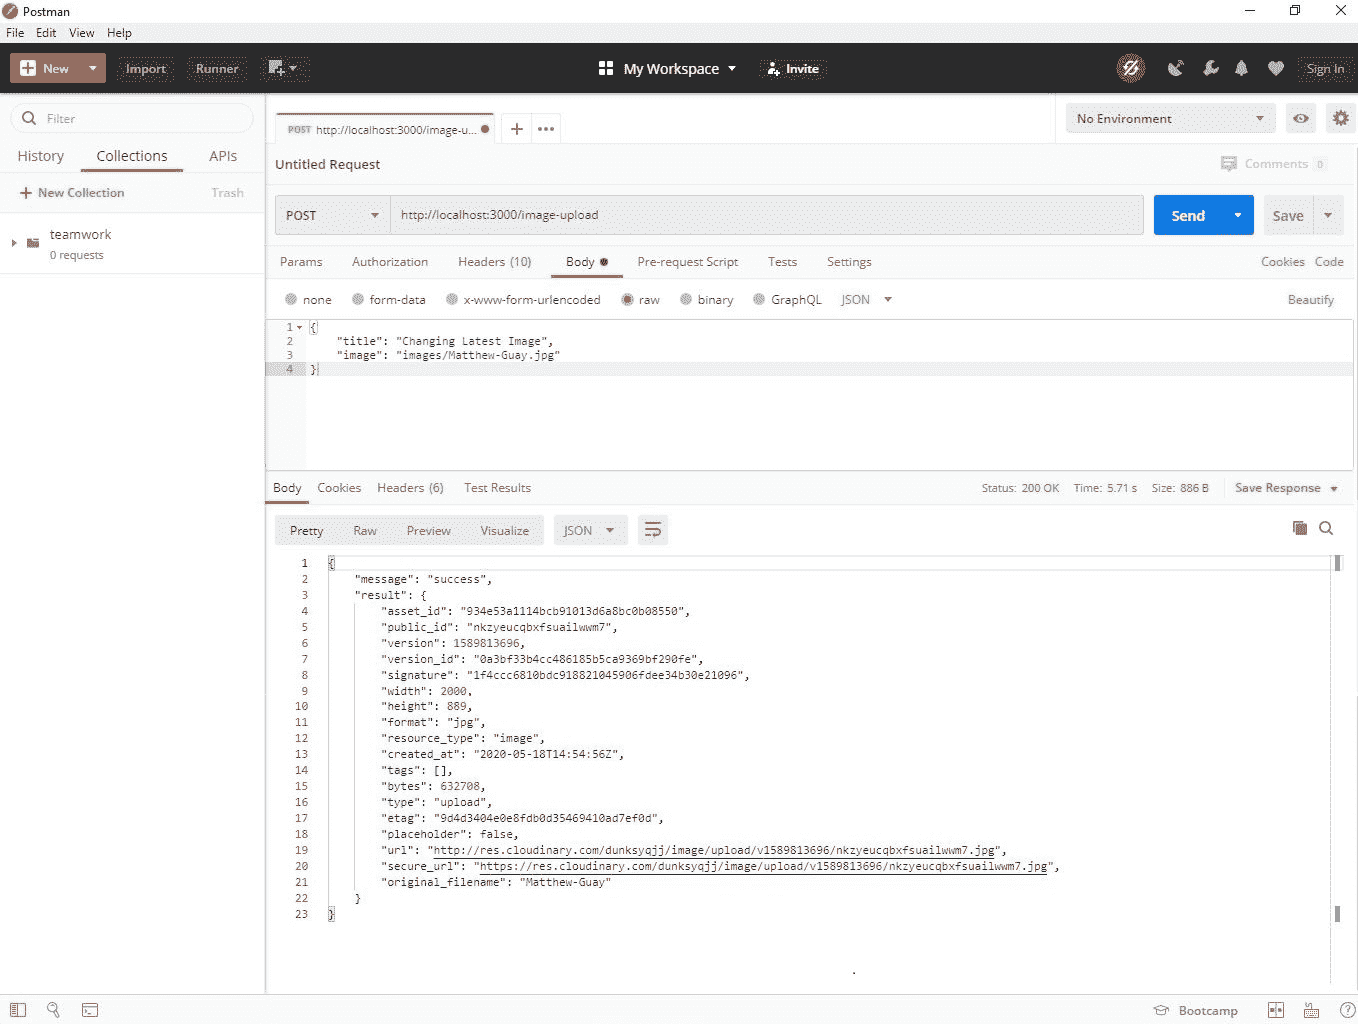 Postman
File Edit View Help
New Import Runner My Workspace Invite Sign In
Filter
History Collections APIs
New Collection Trash
teamwork
0 requests
POST http://localhost:3000/image-u...
No Environment
Untitled Request
Comments 0
POST http://localhost:3000/image-upload Send Save
Params Authorization Headers (10) Body Pre-request Script Tests Settings Cookies Code
none form-data x-www-form-urlencoded raw binary GraphQL JSON Beautify
1 {
2 "title": "Changing Latest Image",
3 "image": "images/Matthew-Guay.jpg"
4 }
Body Cookies Headers (6) Test Results Status: 200 OK Time: 5.71 s Size: 886 B Save Response
Pretty Raw Preview Visualize JSON
1 {
2 "message": "success",
3 "result": {
4 "asset_id": "934e53a1114bcb91013d6a8bc0b08550",
5 "public_id": "nkzyeucqbxfsuailwwm7",
6 "version": 1589813696,
7 "version_id": "0a3bf33b4cc486185b5ca9369bf290fe",
8 "signature": "1f4ccc6810bdc918821045906fdee34b30e21096",
9 "width": 2000,
10 "height": 889,
11 "format": "jpg",
12 "resource_type": "image",
13 "created_at": "2020-05-18T14:54:56Z",
14 "tags": [],
15 "bytes": 632708,
16 "type": "upload",
17 "etag": "9d4d3404e0e8fdb0d35469410ad7ef0d",
18 "placeholder": false,
19 "url": "http://res.cloudinary.com/dunksyqjj/image/upload/v1589813696/nkzyeucqbxfsuailwwm7.jpg",
20 "secure_url": "https://res.cloudinary.com/dunksyqjj/image/upload/v1589813696/nkzyeucqbxfsuailwwm7.jpg",
21 "original_filename": "Matthew-Guay"
22 }
23 }
Bootcamp